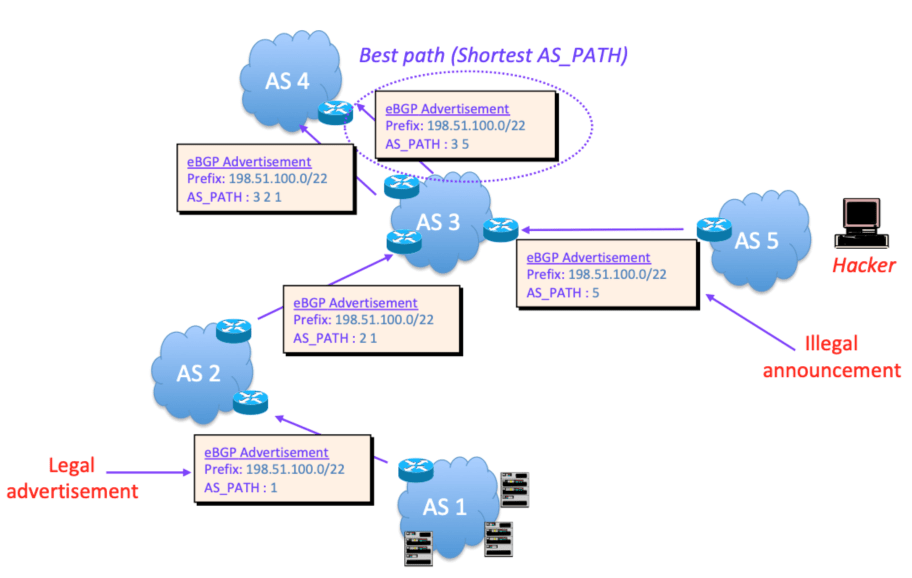 Best path (Shortest AS_PATH)
AS 4
eBGP Advertisement
Prefix: 198.51.100.0/22
AS_PATH : 3 5
eBGP Advertisement
Prefix: 198.51.100.0/22
AS_PATH : 3 2 1
AS 3
AS 5
Hacker
eBGP Advertisement
Prefix: 198.51.100.0/22
AS_PATH : 5
eBGP Advertisement
Prefix: 198.51.100.0/22
AS_PATH : 2 1
Illegal
announcement
AS 2
eBGP Advertisement
Prefix: 198.51.100.0/22
AS_PATH : 1
Legal
advertisement
AS 1